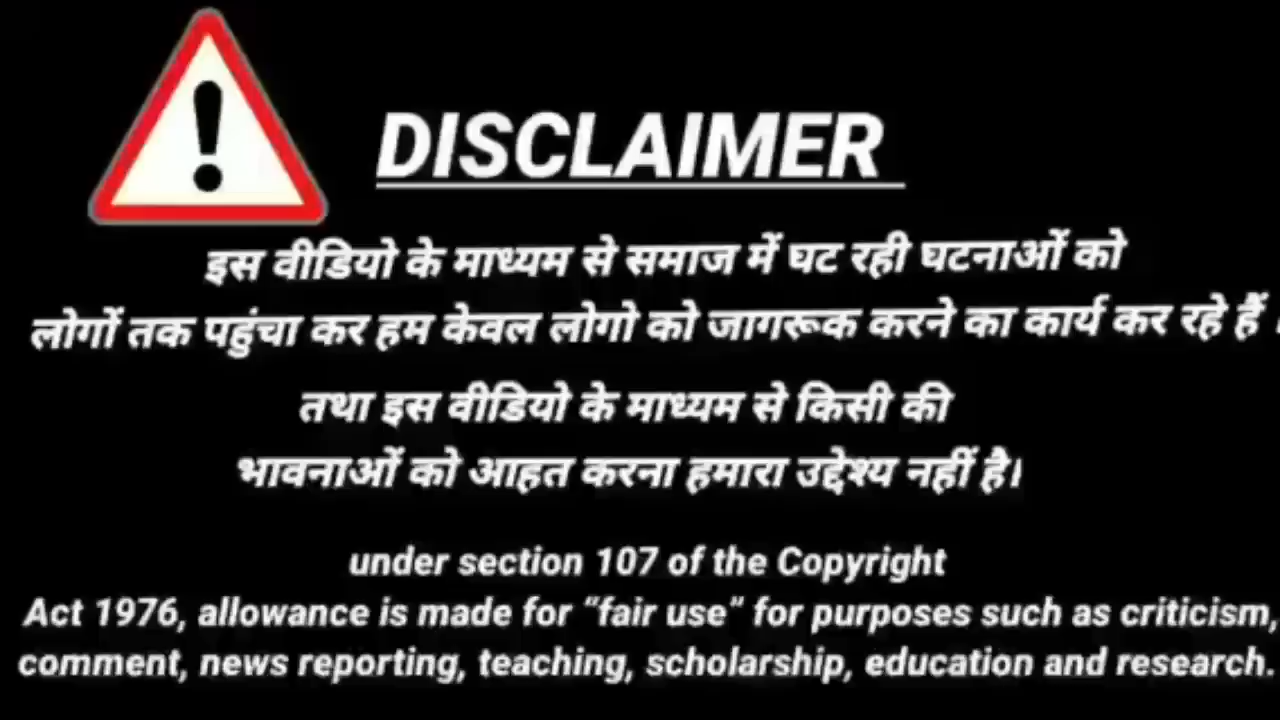 DISCLAIMER
इस वीडियो के माध्यम से समाज में घट रही घटनाओं को
लोगों तक पहुंचा कर हम केवल लोगो को जागरूक करने का कार्य कर रहे हैं ।
तथा इस वीडियो के माध्यम से किसी की
भावनाओं को आहत करना हमारा उद्देश्य नहीं है।
under section 107 of the Copyright
Act 1976, allowance is made for “fair use” for purposes such as criticism,
comment, news reporting, teaching, scholarship, education and research.